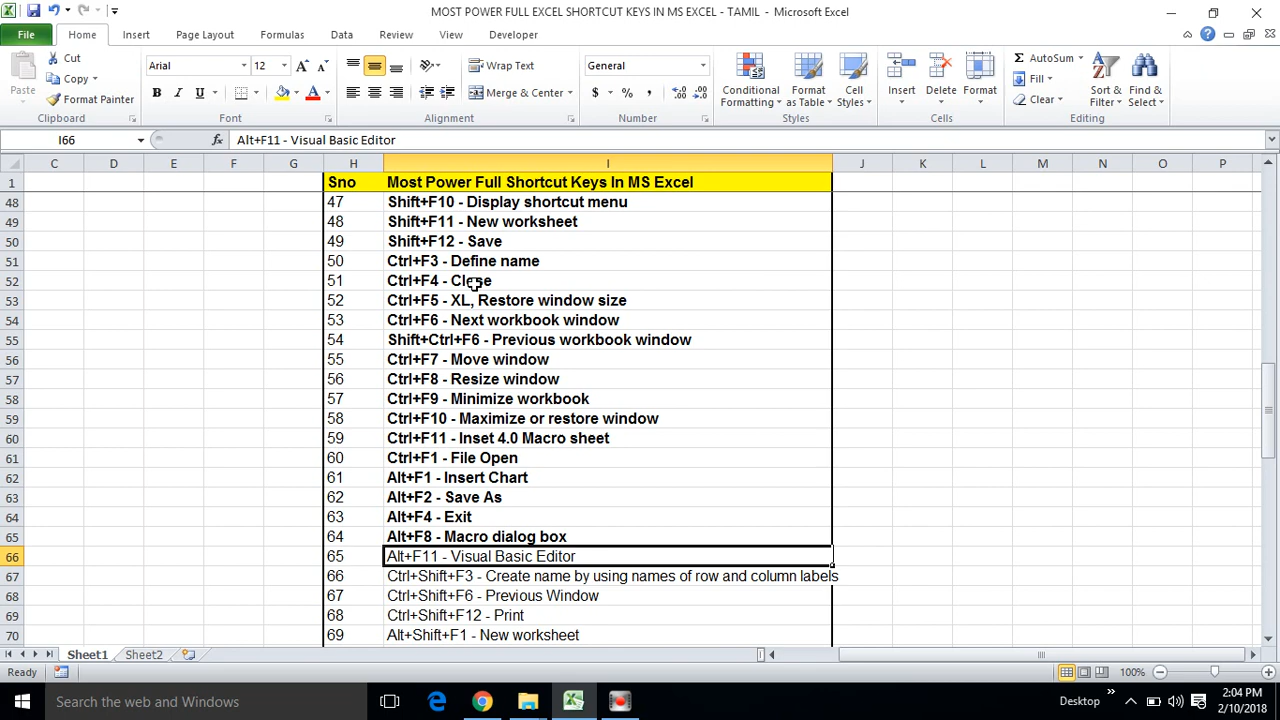 MOST POWER FULL EXCEL SHORTCUT KEYS IN MS EXCEL - TAMIL - Microsoft Excel
File Home Insert Page Layout Formulas Data Review View Developer
Paste
Cut
Copy
Format Painter
Clipboard
Arial 12
B I U
Font
Wrap Text
Merge & Center
Alignment
General
$ % ,
Number
Conditional Formatting
Format as Table
Cell Styles
Styles
Insert
Delete
Format
Cells
AutoSum
Fill
Clear
Sort & Filter
Find & Select
Editing
I66 fx Alt+F11 - Visual Basic Editor
C D E F G H I J K L M N O P
1 Sno Most Power Full Shortcut Keys In MS Excel
48 47 Shift+F10 - Display shortcut menu
49 48 Shift+F11 - New worksheet
50 49 Shift+F12 - Save
51 50 Ctrl+F3 - Define name
52 51 Ctrl+F4 - Close
53 52 Ctrl+F5 - XL, Restore window size
54 53 Ctrl+F6 - Next workbook window
55 54 Shift+Ctrl+F6 - Previous workbook window
56 55 Ctrl+F7 - Move window
57 56 Ctrl+F8 - Resize window
58 57 Ctrl+F9 - Minimize workbook
59 58 Ctrl+F10 - Maximize or restore window
60 59 Ctrl+F11 - Inset 4.0 Macro sheet
61 60 Ctrl+F1 - File Open
62 61 Alt+F1 - Insert Chart
63 62 Alt+F2 - Save As
64 63 Alt+F4 - Exit
65 64 Alt+F8 - Macro dialog box
66 65 Alt+F11 - Visual Basic Editor
67 66 Ctrl+Shift+F3 - Create name by using names of row and column labels
68 67 Ctrl+Shift+F6 - Previous Window
69 68 Ctrl+Shift+F12 - Print
70 69 Alt+Shift+F1 - New worksheet
Sheet1 Sheet2
Ready 100%
Search the web and Windows
Desktop
2:04 PM
2/10/2018